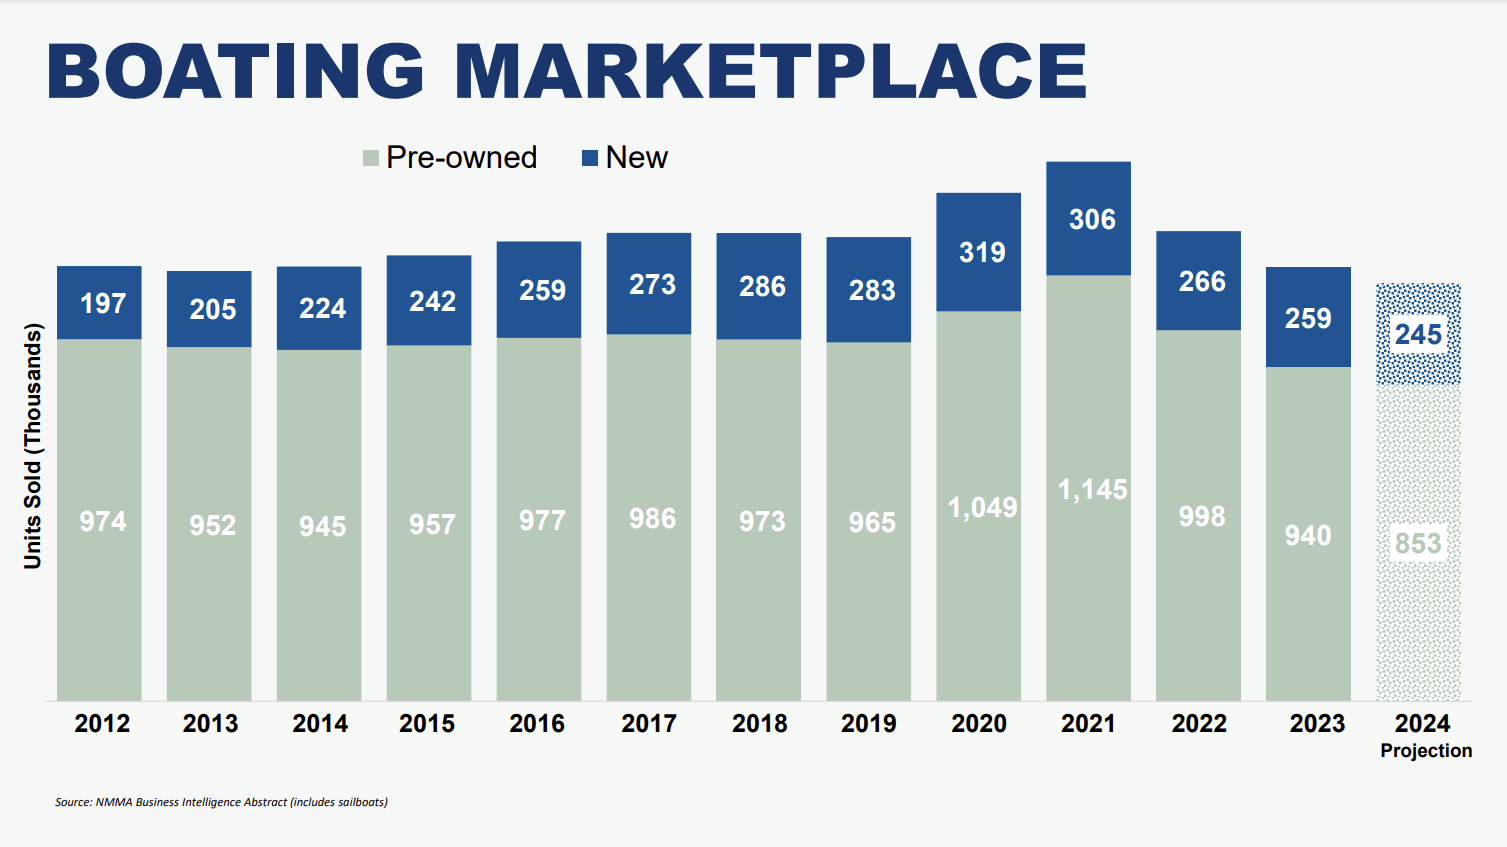 BOATING MARKETPLACE
Pre-owned New
Units Sold (Thousands)
197 205 224 242 259 273 286 283 319 306 266 259 245
974 952 945 957 977 986 973 965 1,049 1,145 998 940 853
2012 2013 2014 2015 2016 2017 2018 2019 2020 2021 2022 2023 2024
Projection
Source: NMMA Business Intelligence Abstract (includes sailboats)